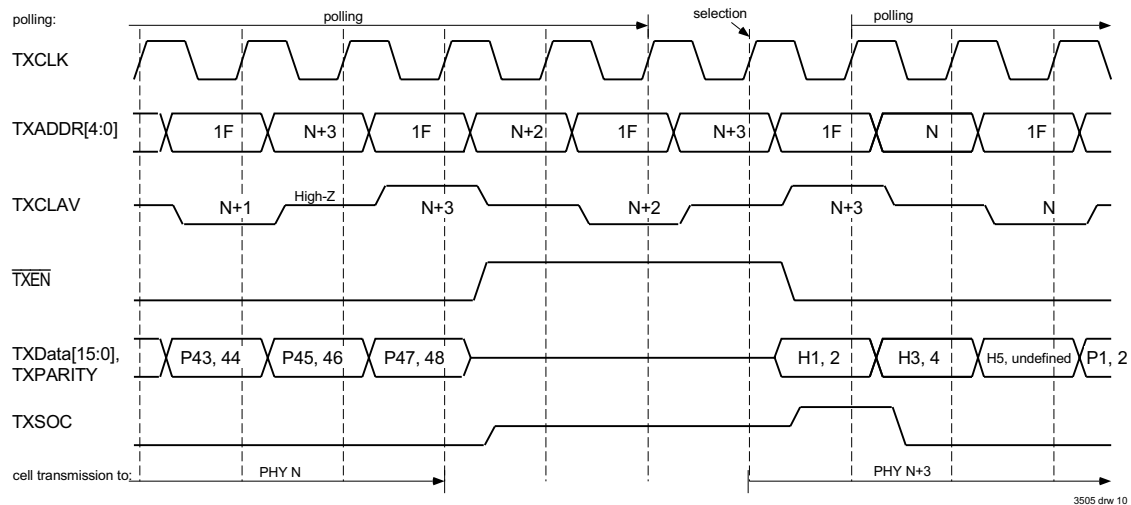 polling: polling selection polling
TXCLK
TXADDR[4:0] 1F N+3 1F N+2 1F N+3 1F N 1F
TXCLAV N+1 High-Z N+3 N+2 N+3 N
TXEN
TXData[15:0], TXPARITY P43, 44 P45, 46 P47, 48 H1, 2 H3, 4 H5, undefined P1, 2
TXSOC
cell transmission to: PHY N PHY N+3
3505 drw 10